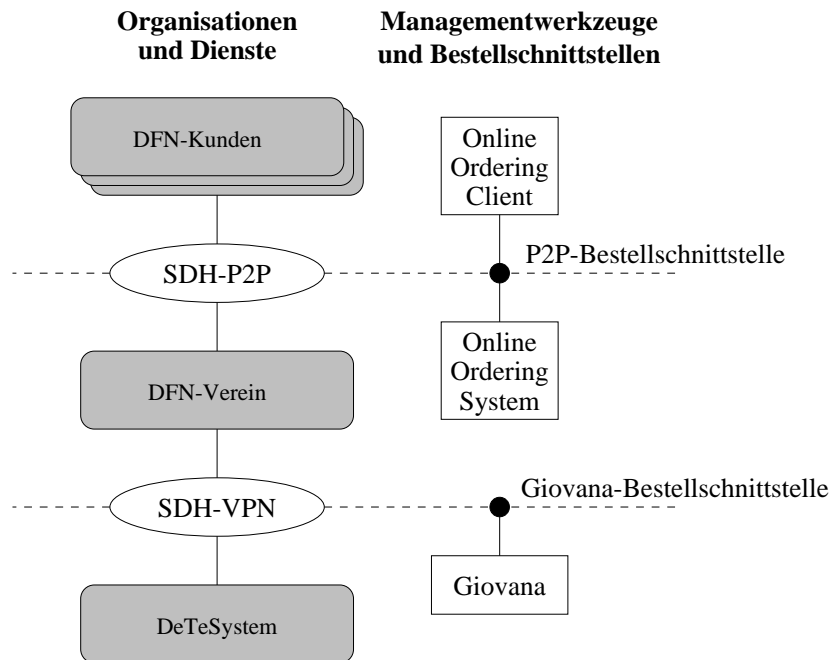 Organisationen
und Dienste
Managementwerkzeuge
und Bestellschnittstellen
DFN-Kunden
Online
Ordering
Client
SDH-P2P
P2P-Bestellschnittstelle
DFN-Verein
Online
Ordering
System
SDH-VPN
Giovana-Bestellschnittstelle
Giovana
DeTeSystem